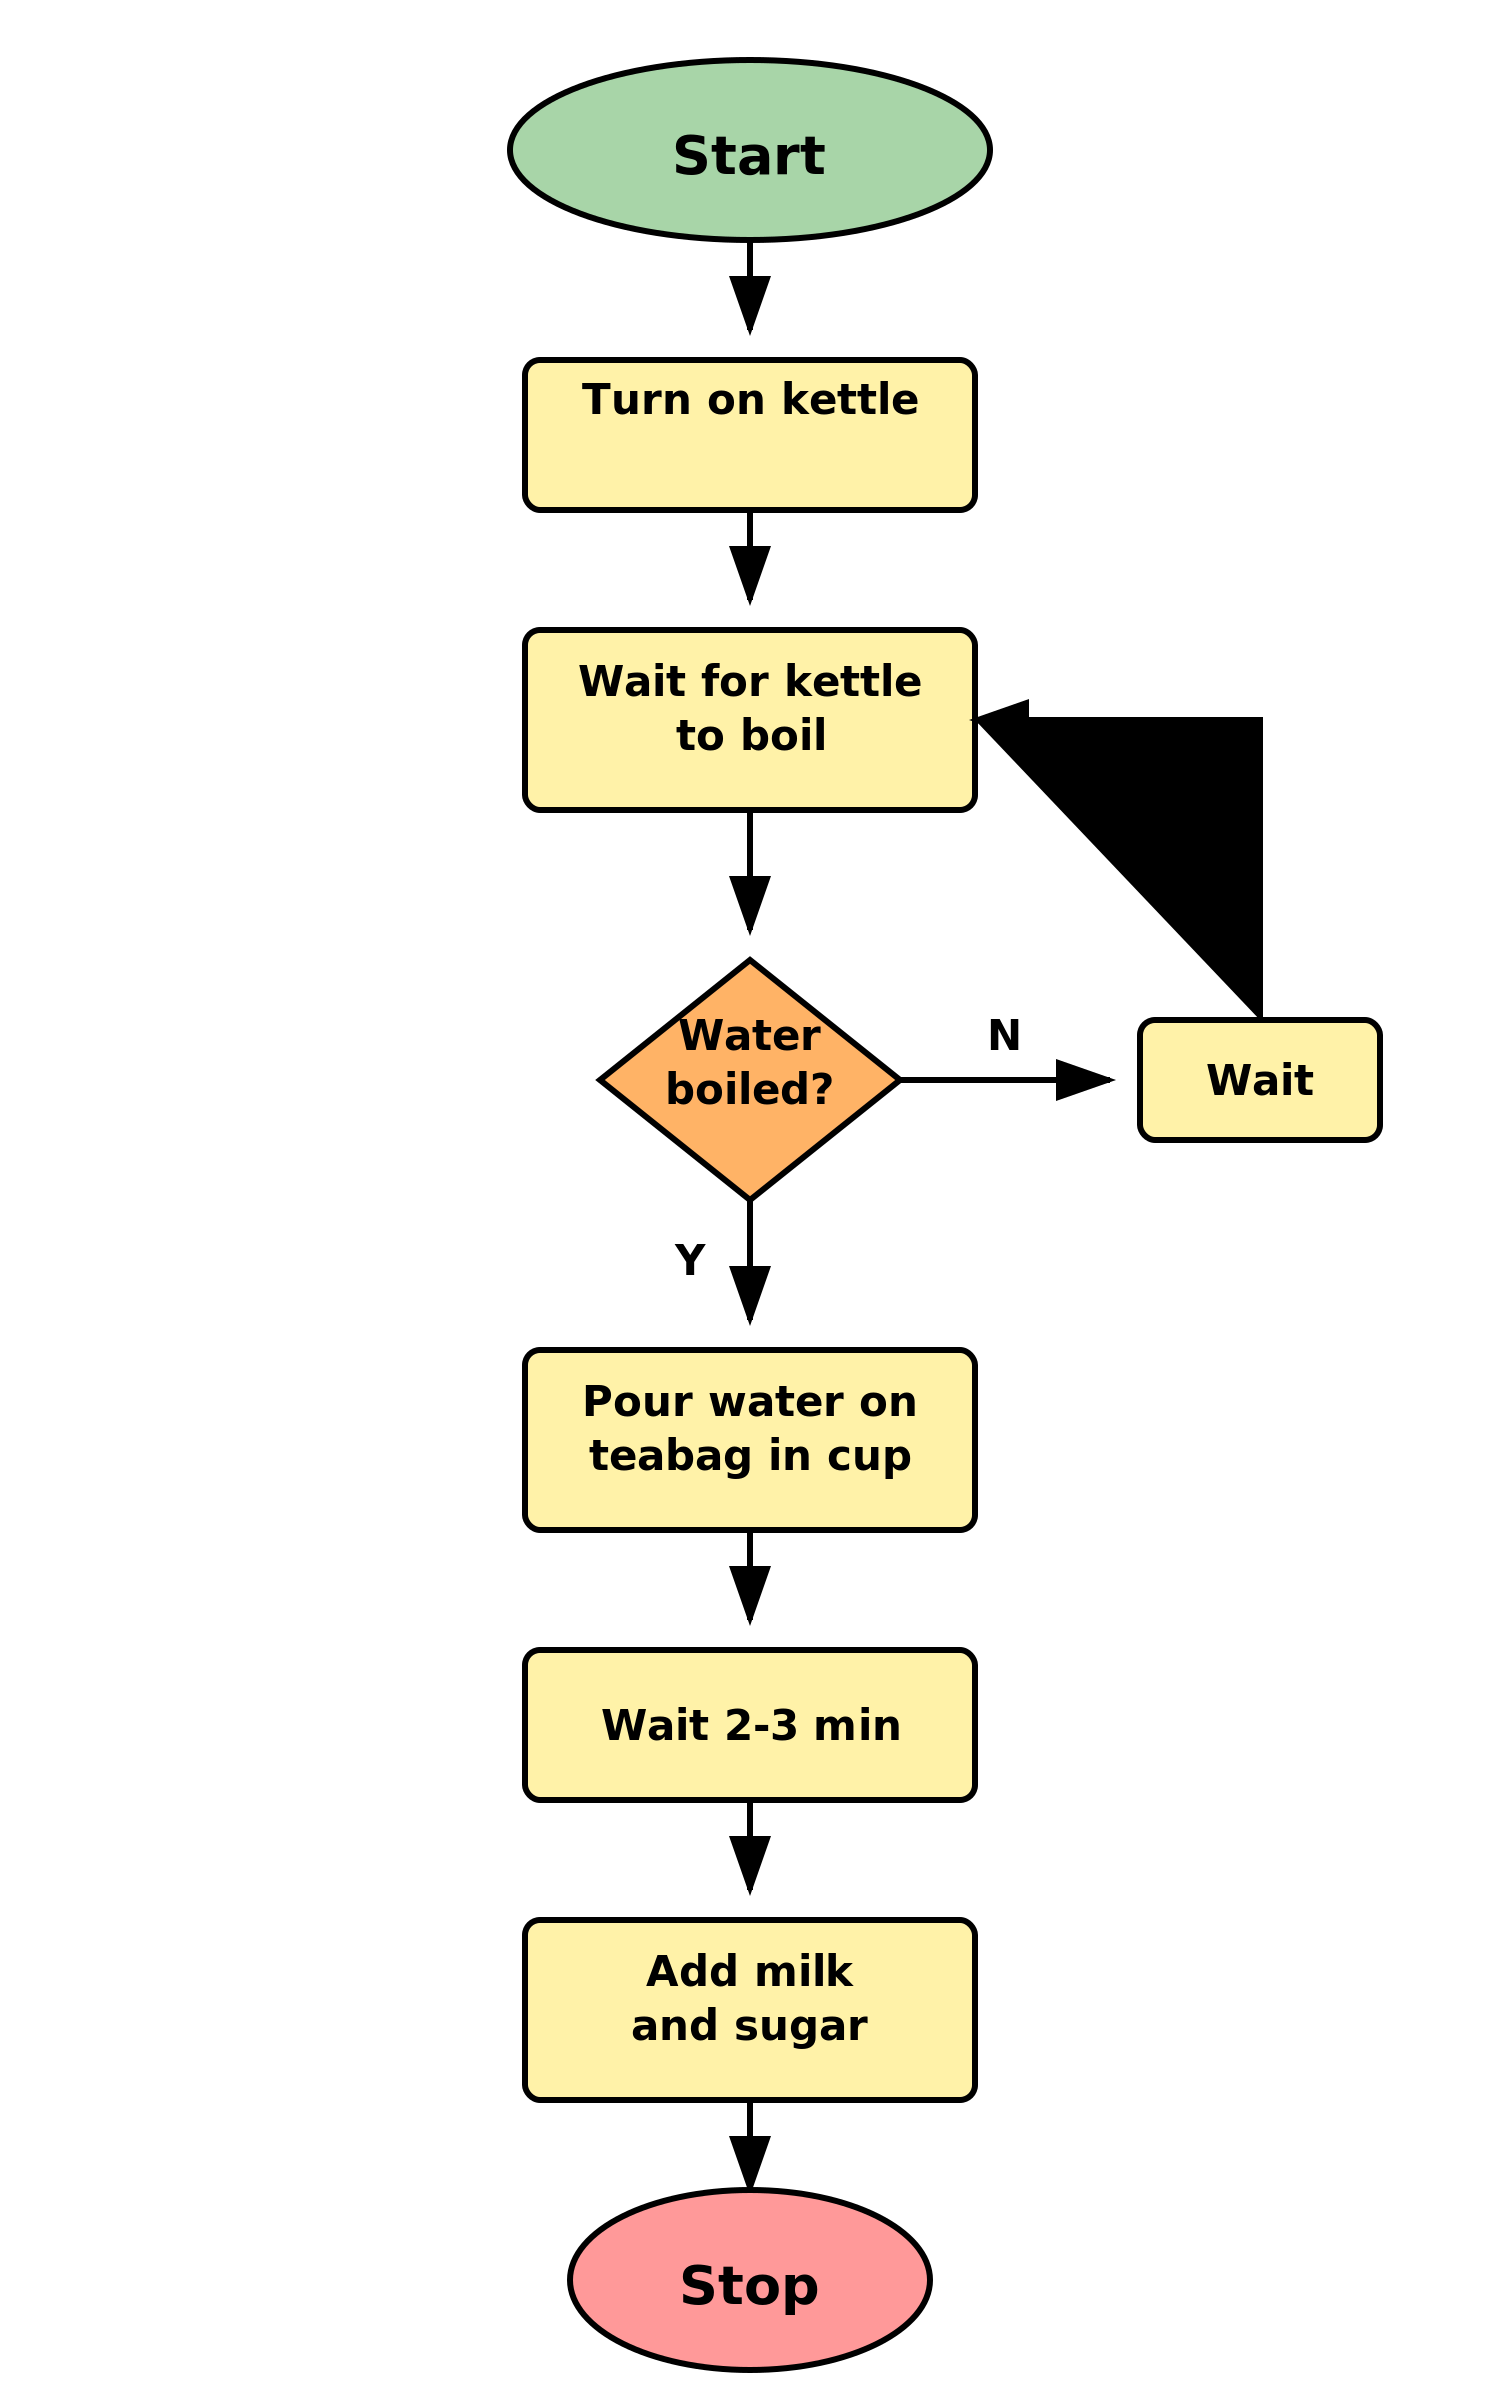 Start
Turn on kettle
Wait for kettle
to boil
Water
boiled?
N
Wait
Y
Pour water on
teabag in cup
Wait 2-3 min
Add milk
and sugar
Stop